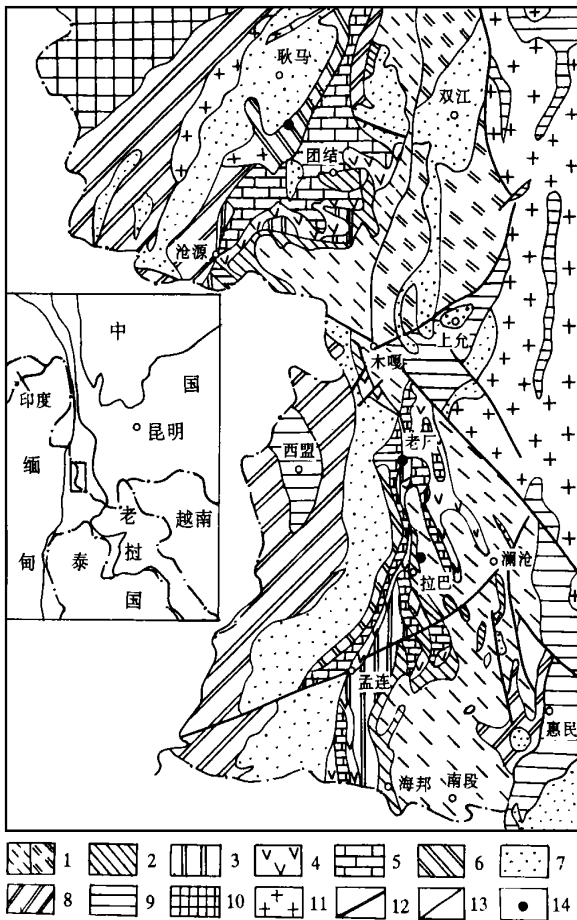 耿马
双江
团结
沧源
上允
木嘎
中
国
印度
昆明
缅
甸
老
挝
越南
泰
国
西盟
老厂
澜沧
拉巴
孟连
惠民
海邦
南段
1 2 3 4 5 6 7
8 9 10 11 12 13 14